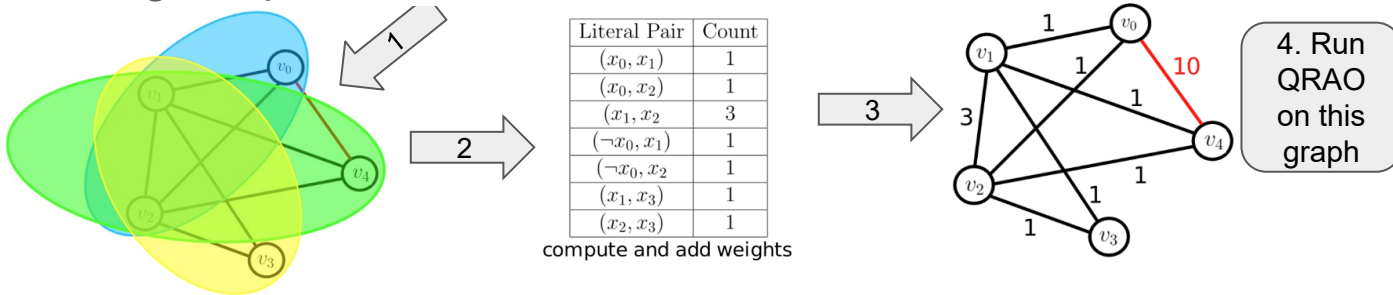 1
v₀
v₁
v₂
v₃
v₄
2
Literal Pair Count
(x₀, x₁) 1
(x₀, x₂) 1
(x₁, x₂ 3
(¬x₀, x₁) 1
(¬x₀, x₂ 1
(x₁, x₃) 1
(x₂, x₃) 1
compute and add weights
3
v₀
1
v₁
1
10
1
3
v₄
v₂
1
1
1
v₃
4. Run
QRAO
on this
graph